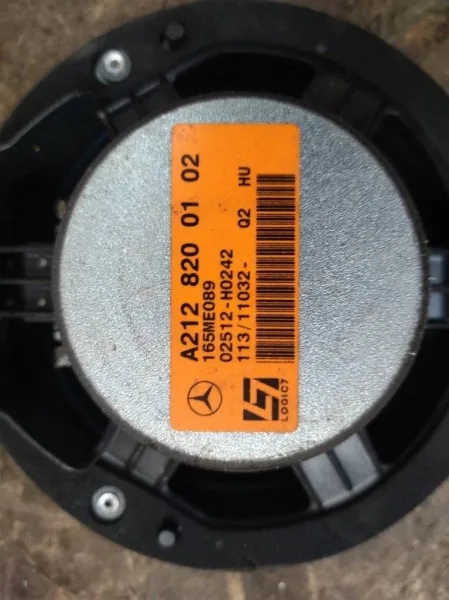 A212 820 01 02
165ME089
02512-H0242
113/11032- Q2 HU
LOGIC7